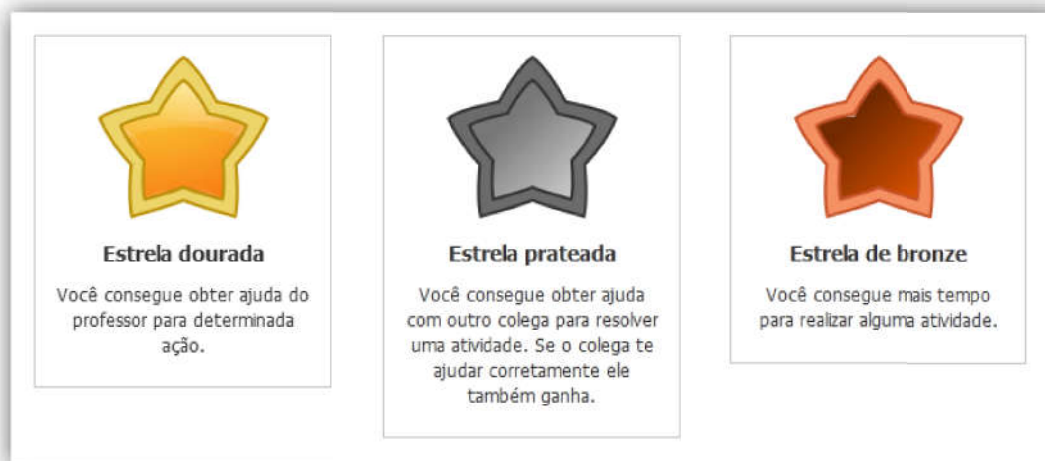 Estrela dourada
Você consegue obter ajuda do
professor para determinada
ação.
Estrela prateada
Você consegue obter ajuda
com outro colega para resolver
uma atividade. Se o colega te
ajudar corretamente ele
também ganha.
Estrela de bronze
Você consegue mais tempo
para realizar alguma atividade.